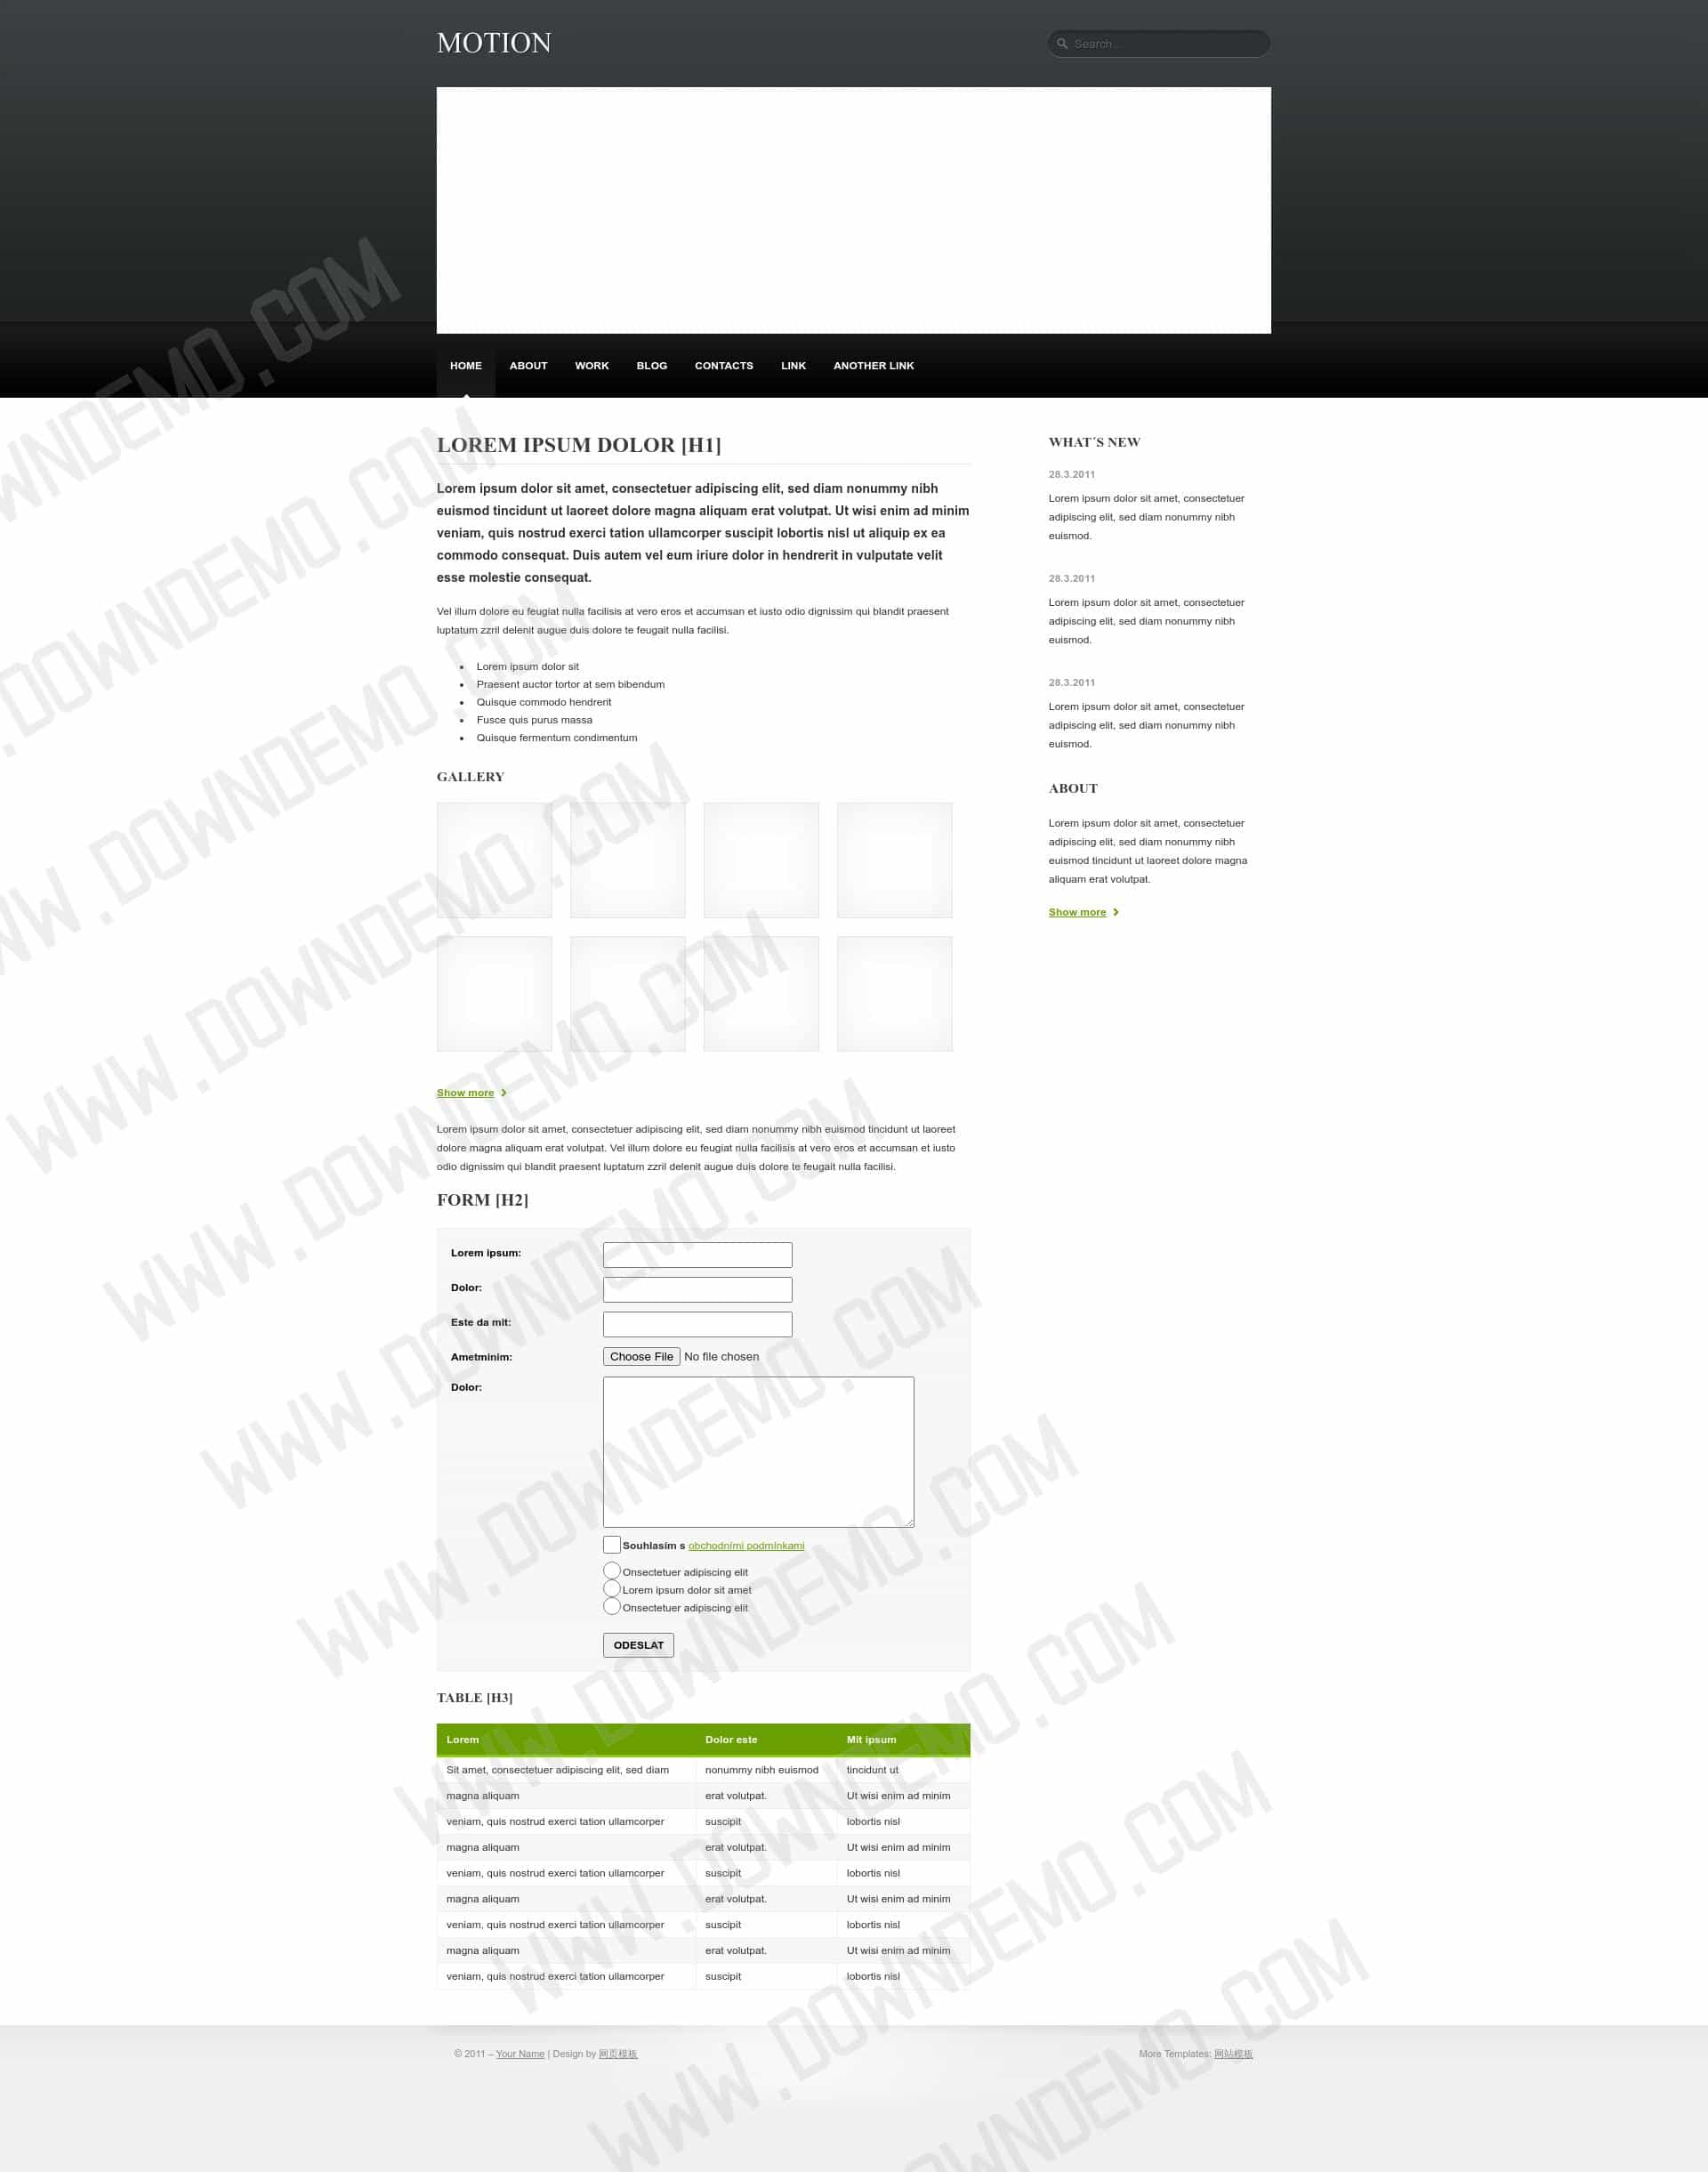 MOTION
Search...
HOME ABOUT WORK BLOG CONTACTS LINK ANOTHER LINK
LOREM IPSUM DOLOR [H1]
Lorem ipsum dolor sit amet, consectetuer adipiscing elit, sed diam nonummy nibh
euismod tincidunt ut laoreet dolore magna aliquam erat volutpat. Ut wisi enim ad minim
veniam, quis nostrud exerci tation ullamcorper suscipit lobortis nisl ut aliquip ex ea
commodo consequat. Duis autem vel eum iriure dolor in hendrerit in vulputate velit
esse molestie consequat.
Vel illum dolore eu feugiat nulla facilisis at vero eros et accumsan et iusto odio dignissim qui blandit praesent
luptatum zzril delenit augue duis dolore te feugait nulla facilisi.
Lorem ipsum dolor sit
Praesent auctor tortor at sem bibendum
Quisque commodo hendrerit
Fusce quis purus massa
Quisque fermentum condimentum
GALLERY
Show more
Lorem ipsum dolor sit amet, consectetuer adipiscing elit, sed diam nonummy nibh euismod tincidunt ut laoreet
dolore magna aliquam erat volutpat. Vel illum dolore eu feugiat nulla facilisis at vero eros et accumsan et iusto
odio dignissim qui blandit praesent luptatum zzril delenit augue duis dolore te feugait nulla facilisi.
FORM [H2]
Lorem ipsum:
Dolor:
Este da mit:
Ametminim: Choose File No file chosen
Dolor:
Souhlasím s obchodními podmínkami
Onsectetuer adipiscing elit
Lorem ipsum dolor sit amet
Onsectetuer adipiscing elit
ODESLAT
TABLE [H3]
Lorem Dolor este Mit ipsum
Sit amet, consectetuer adipiscing elit, sed diam nonummy nibh euismod tincidunt ut
magna aliquam erat volutpat. Ut wisi enim ad minim
veniam, quis nostrud exerci tation ullamcorper suscipit lobortis nisl
magna aliquam erat volutpat. Ut wisi enim ad minim
veniam, quis nostrud exerci tation ullamcorper suscipit lobortis nisl
magna aliquam erat volutpat. Ut wisi enim ad minim
veniam, quis nostrud exerci tation ullamcorper suscipit lobortis nisl
magna aliquam erat volutpat. Ut wisi enim ad minim
veniam, quis nostrud exerci tation ullamcorper suscipit lobortis nisl
WHAT´S NEW
28.3.2011
Lorem ipsum dolor sit amet, consectetuer
adipiscing elit, sed diam nonummy nibh
euismod.
28.3.2011
Lorem ipsum dolor sit amet, consectetuer
adipiscing elit, sed diam nonummy nibh
euismod.
28.3.2011
Lorem ipsum dolor sit amet, consectetuer
adipiscing elit, sed diam nonummy nibh
euismod.
ABOUT
Lorem ipsum dolor sit amet, consectetuer
adipiscing elit, sed diam nonummy nibh
euismod tincidunt ut laoreet dolore magna
aliquam erat volutpat.
Show more
© 2011 – Your Name | Design by 网页模板
More Templates: 网站模板
WWW.DOWNDEMO.COM